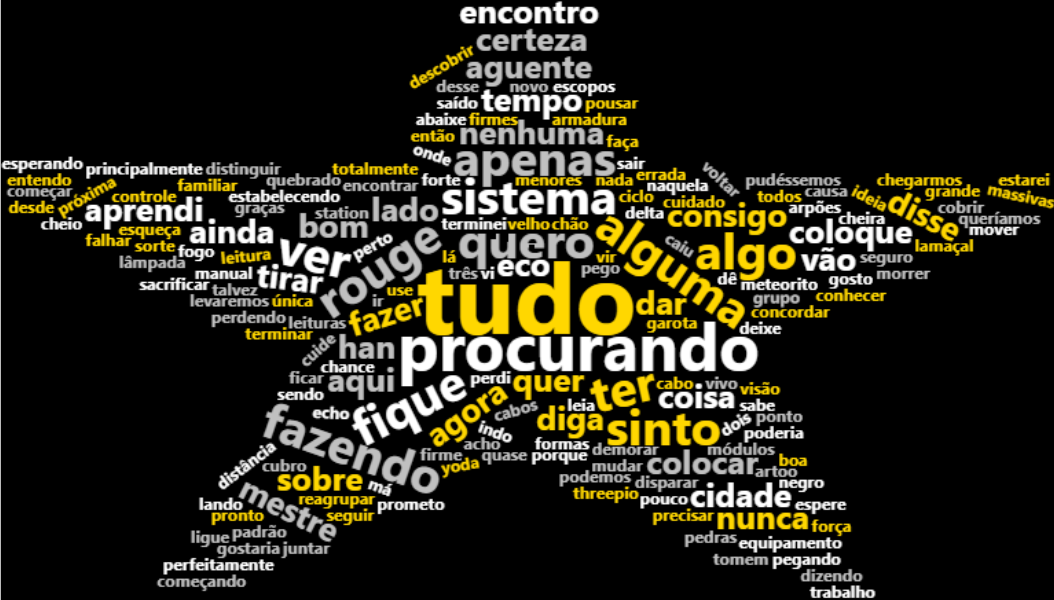 encontro
certeza
descobrir
aguente
desse novo escopos
saído tempo pousar
abaixe firmes armadura
então nenhuma faça
onde apenas sair errada
esperando principalmente distinguir totalmente
entendo familiar quebrado encontrar forte menores nada naquela voltar pudéssemos chegarmos estarei
começar próxima controle estabelecendo sistema ciclo cuidado todos causa ideia grande massivas
desde aprendi graças station lado delta consigo arpões disse cobrir queríamos
cheio esqueça ainda bom terminei velho chão alguma cheira mover
falhar sorte fogo leitura ver perto rouge quero caiu algo coloque lamaçal
lâmpada manual tirar lá três vi eco vir pego dê vão seguro
sacrificar talvez meteorito gosto morrer
levaremos única ir use tudo dar grupo conhecer
perdendo leituras fazer garota deixe concordar
terminar cuide han procurando
chance
ficar aqui fique perdi quer ter cabo vivo visão
sendo agora cabos leia coisa sabe
echo fazendo indo diga sinto dois ponto
poderia
distância acho formas demorar módulos
cubro firme quase porque mudar colocar artoo boa
sobre má yoda podemos disparar negro
mestre reagrupar prometo threepio pouco cidade espere
lando seguir
pronto precisar nunca força
ligue padrão pedras equipamento
gostaria juntar
perfeitamente tomem pegando
começando dizendo
trabalho